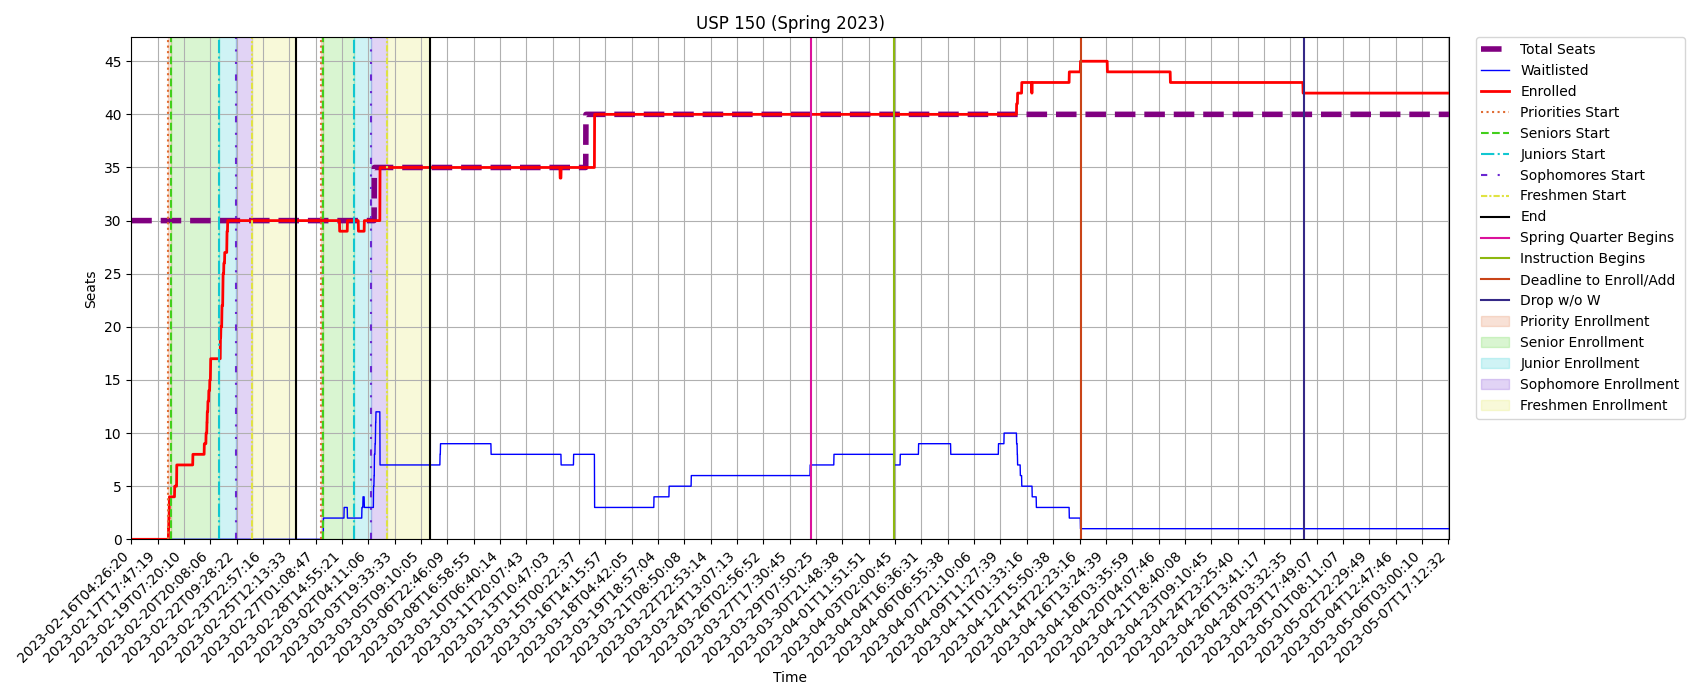 USP 150 (Spring 2023)
Seats
45
40
35
30
25
20
15
10
5
0
2023-02-16T04:26:20
2023-02-17T17:47:19
2023-02-19T07:20:10
2023-02-20T20:08:06
2023-02-22T09:28:22
2023-02-23T22:57:16
2023-02-25T12:13:33
2023-02-27T01:08:47
2023-02-28T14:55:21
2023-03-02T04:11:06
2023-03-03T19:33:33
2023-03-05T09:10:05
2023-03-06T22:46:09
2023-03-08T16:58:55
2023-03-10T06:40:14
2023-03-11T20:07:43
2023-03-13T10:47:03
2023-03-15T00:22:37
2023-03-16T14:15:57
2023-03-18T04:42:05
2023-03-19T18:57:04
2023-03-21T08:50:08
2023-03-22T22:53:14
2023-03-24T13:07:13
2023-03-26T02:56:52
2023-03-27T17:30:45
2023-03-29T07:50:25
2023-03-30T21:48:38
2023-04-01T11:51:51
2023-04-03T02:00:45
2023-04-04T16:36:31
2023-04-06T06:55:38
2023-04-07T21:10:06
2023-04-09T11:27:39
2023-04-11T01:33:16
2023-04-12T15:50:38
2023-04-14T22:23:16
2023-04-16T13:24:39
2023-04-18T03:35:59
2023-04-20T04:07:46
2023-04-21T18:40:08
2023-04-23T09:10:45
2023-04-24T23:25:40
2023-04-26T13:41:17
2023-04-28T03:32:35
2023-04-29T17:49:07
2023-05-01T08:11:07
2023-05-02T22:29:49
2023-05-04T12:47:46
2023-05-06T03:00:10
2023-05-07T17:12:32
Time
Total Seats
Waitlisted
Enrolled
Priorities Start
Seniors Start
Juniors Start
Sophomores Start
Freshmen Start
End
Spring Quarter Begins
Instruction Begins
Deadline to Enroll/Add
Drop w/o W
Priority Enrollment
Senior Enrollment
Junior Enrollment
Sophomore Enrollment
Freshmen Enrollment